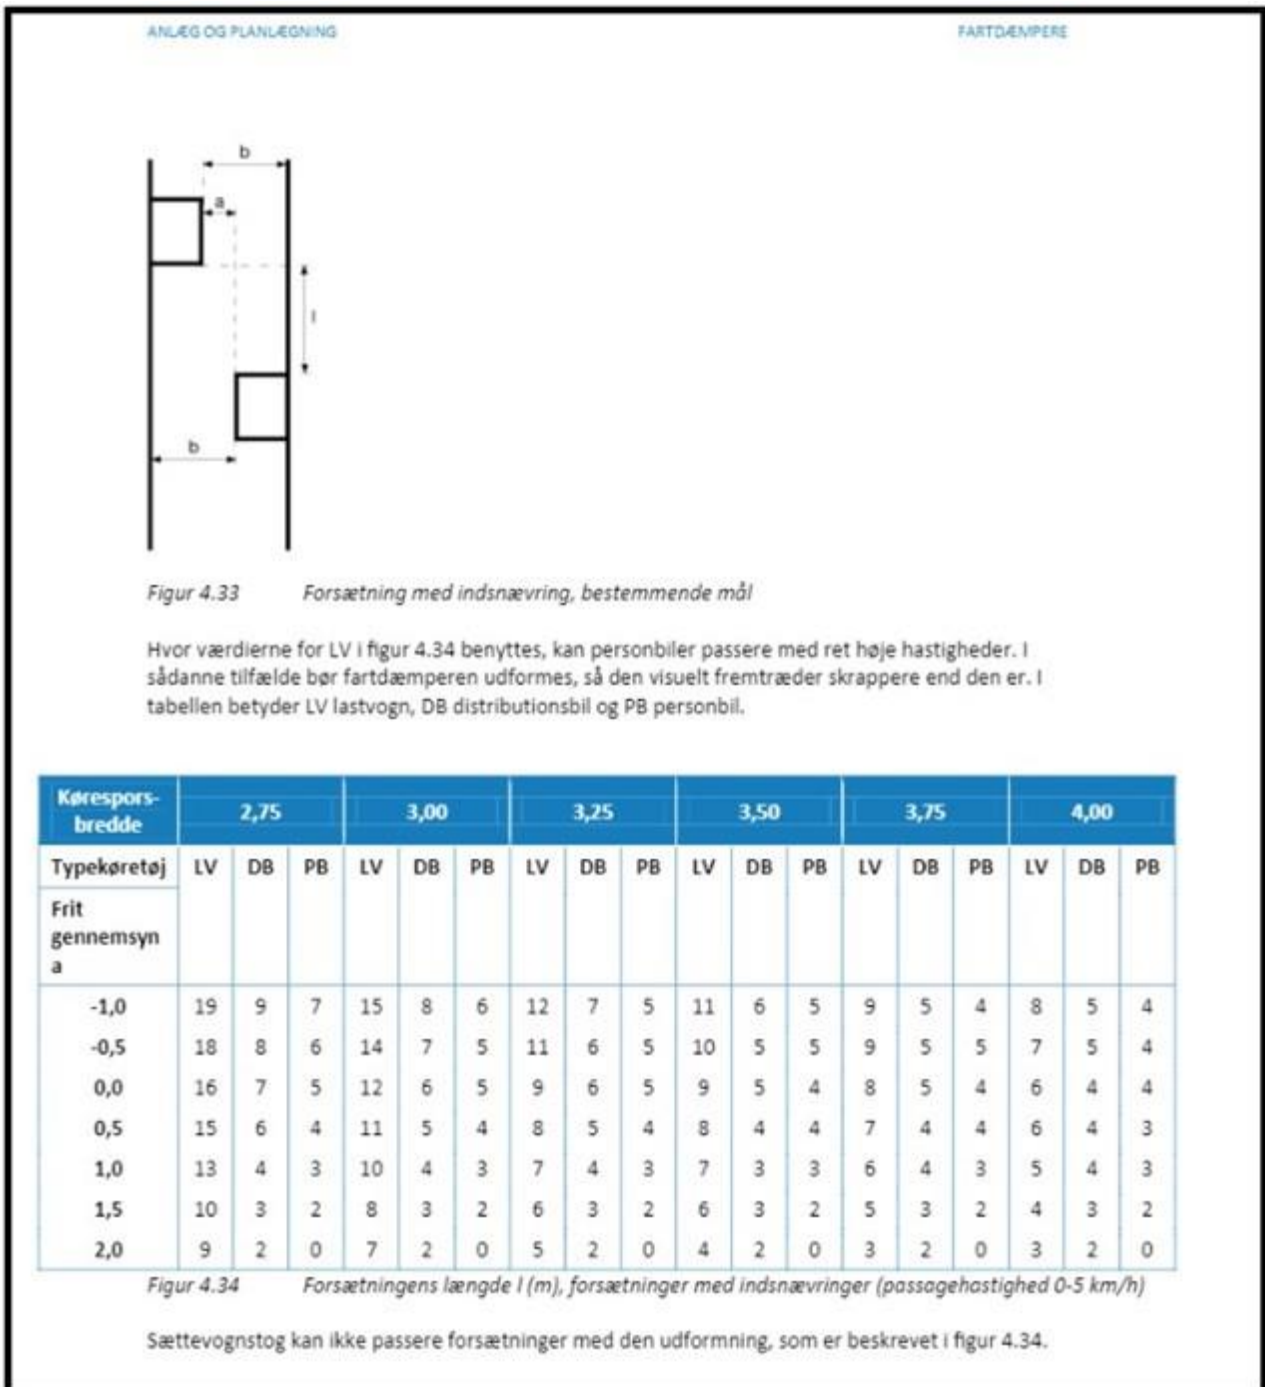 ANLÆG OG PLANLÆGNING FARTDÆMPERE
b
a
l
b
Figur 4.33 Forsætning med indsnævring, bestemmende mål
Hvor værdierne for LV i figur 4.34 benyttes, kan personbiler passere med ret høje hastigheder. I
sådanne tilfælde bør fartdæmperen udformes, så den visuelt fremtræder skrappere end den er. I
tabellen betyder LV lastvogn, DB distributionsbil og PB personbil.
Kørespors-
bredde 2,75 3,00 3,25 3,50 3,75 4,00
Typekøretøj LV DB PB LV DB PB LV DB PB LV DB PB LV DB PB LV DB PB
Frit
gennemsyn
a
-1,0 19 9 7 15 8 6 12 7 5 11 6 5 9 5 4 8 5 4
-0,5 18 8 6 14 7 5 11 6 5 10 5 5 9 5 5 7 5 4
0,0 16 7 5 12 6 5 9 6 5 9 5 4 8 5 4 6 4 4
0,5 15 6 4 11 5 4 8 5 4 8 4 4 7 4 4 6 4 3
1,0 13 4 3 10 4 3 7 4 3 7 3 3 6 4 3 5 4 3
1,5 10 3 2 8 3 2 6 3 2 6 3 2 5 3 2 4 3 2
2,0 9 2 0 7 2 0 5 2 0 4 2 0 3 2 0 3 2 0
Figur 4.34 Forsætningens længde l (m), forsætninger med indsnævringer (passagehastighed 0-5 km/h)
Sættevognstog kan ikke passere forsætninger med den udformning, som er beskrevet i figur 4.34.